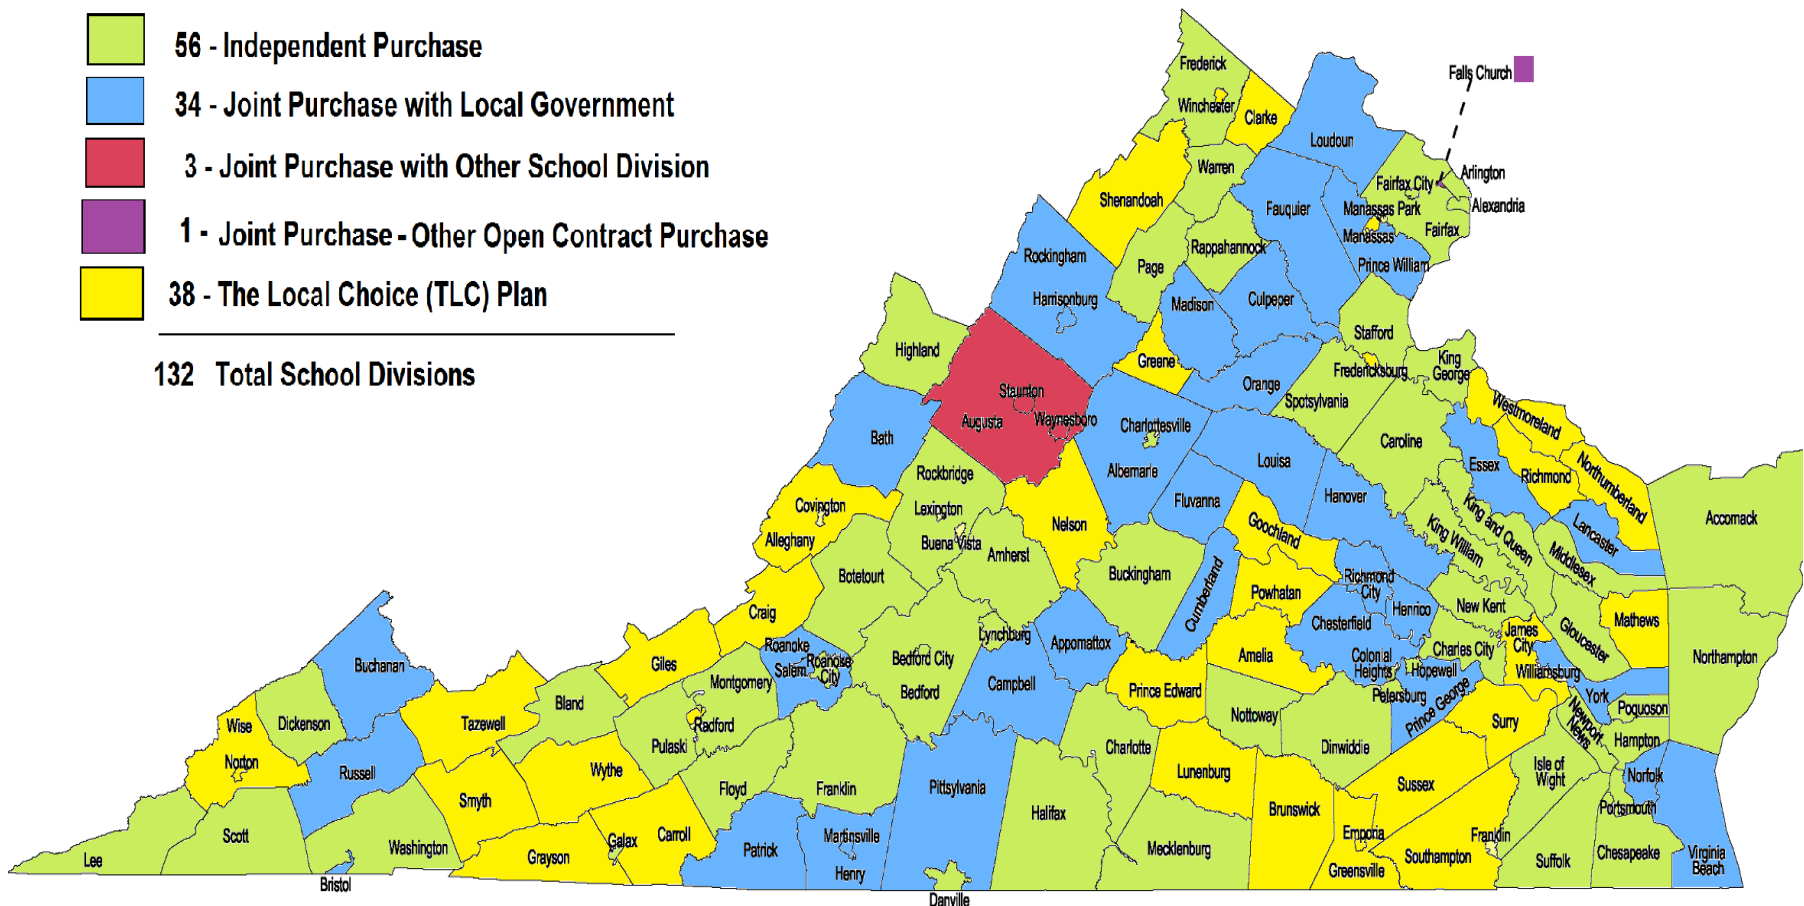 56 - Independent Purchase
34 - Joint Purchase with Local Government
3 - Joint Purchase with Other School Division
1 - Joint Purchase - Other Open Contract Purchase
38 - The Local Choice (TLC) Plan
132 Total School Divisions
Frederick
Winchester
Clarke
Falls Church
Loudoun
Warren
Fairfax City
Arlington
Alexandria
Shenandoah
Fauquier
Manassas Park
Manassas
Fairfax
Rappahannock
Rockingham
Page
Prince William
Harrisonburg
Madison
Culpeper
Stafford
Highland
Greene
Fredericksburg
King
George
Orange
Spotsylvania
Staunton
Augusta
Waynesboro
Westmoreland
Bath
Charlottesville
Caroline
Albemarle
Louisa
Essex
Richmond
Northumberland
Rockbridge
Fluvanna
Hanover
Covington
Lexington
Nelson
Goochland
King William
King and Queen
Lancaster
Accomack
Alleghany
Buena Vista
Amherst
Middlesex
Botetourt
Buckingham
Cumberland
Powhatan
Richmond
City
Henrico
New Kent
Craig
Chesterfield
Gloucester
Mathews
Lynchburg
Appomattox
James
City
Charles City
Roanoke
Salem
Roanoke
City
Bedford City
Bedford
Amelia
Colonial
Heights
Hopewell
Williamsburg
Northampton
Buchanan
Giles
Montgomery
Campbell
Prince Edward
Petersburg
Prince George
York
Poquoson
Wise
Dickenson
Tazewell
Bland
Radford
Nottoway
Surry
Newport
News
Hampton
Pulaski
Charlotte
Dinwiddie
Norton
Russell
Wythe
Lunenburg
Isle of
Wight
Norfolk
Smyth
Floyd
Franklin
Pittsylvania
Sussex
Halifax
Brunswick
Portsmouth
Scott
Washington
Galax
Carroll
Martinsville
Emporia
Franklin
Lee
Grayson
Patrick
Henry
Mecklenburg
Greensville
Southampton
Suffolk
Chesapeake
Virginia
Beach
Bristol
Danville